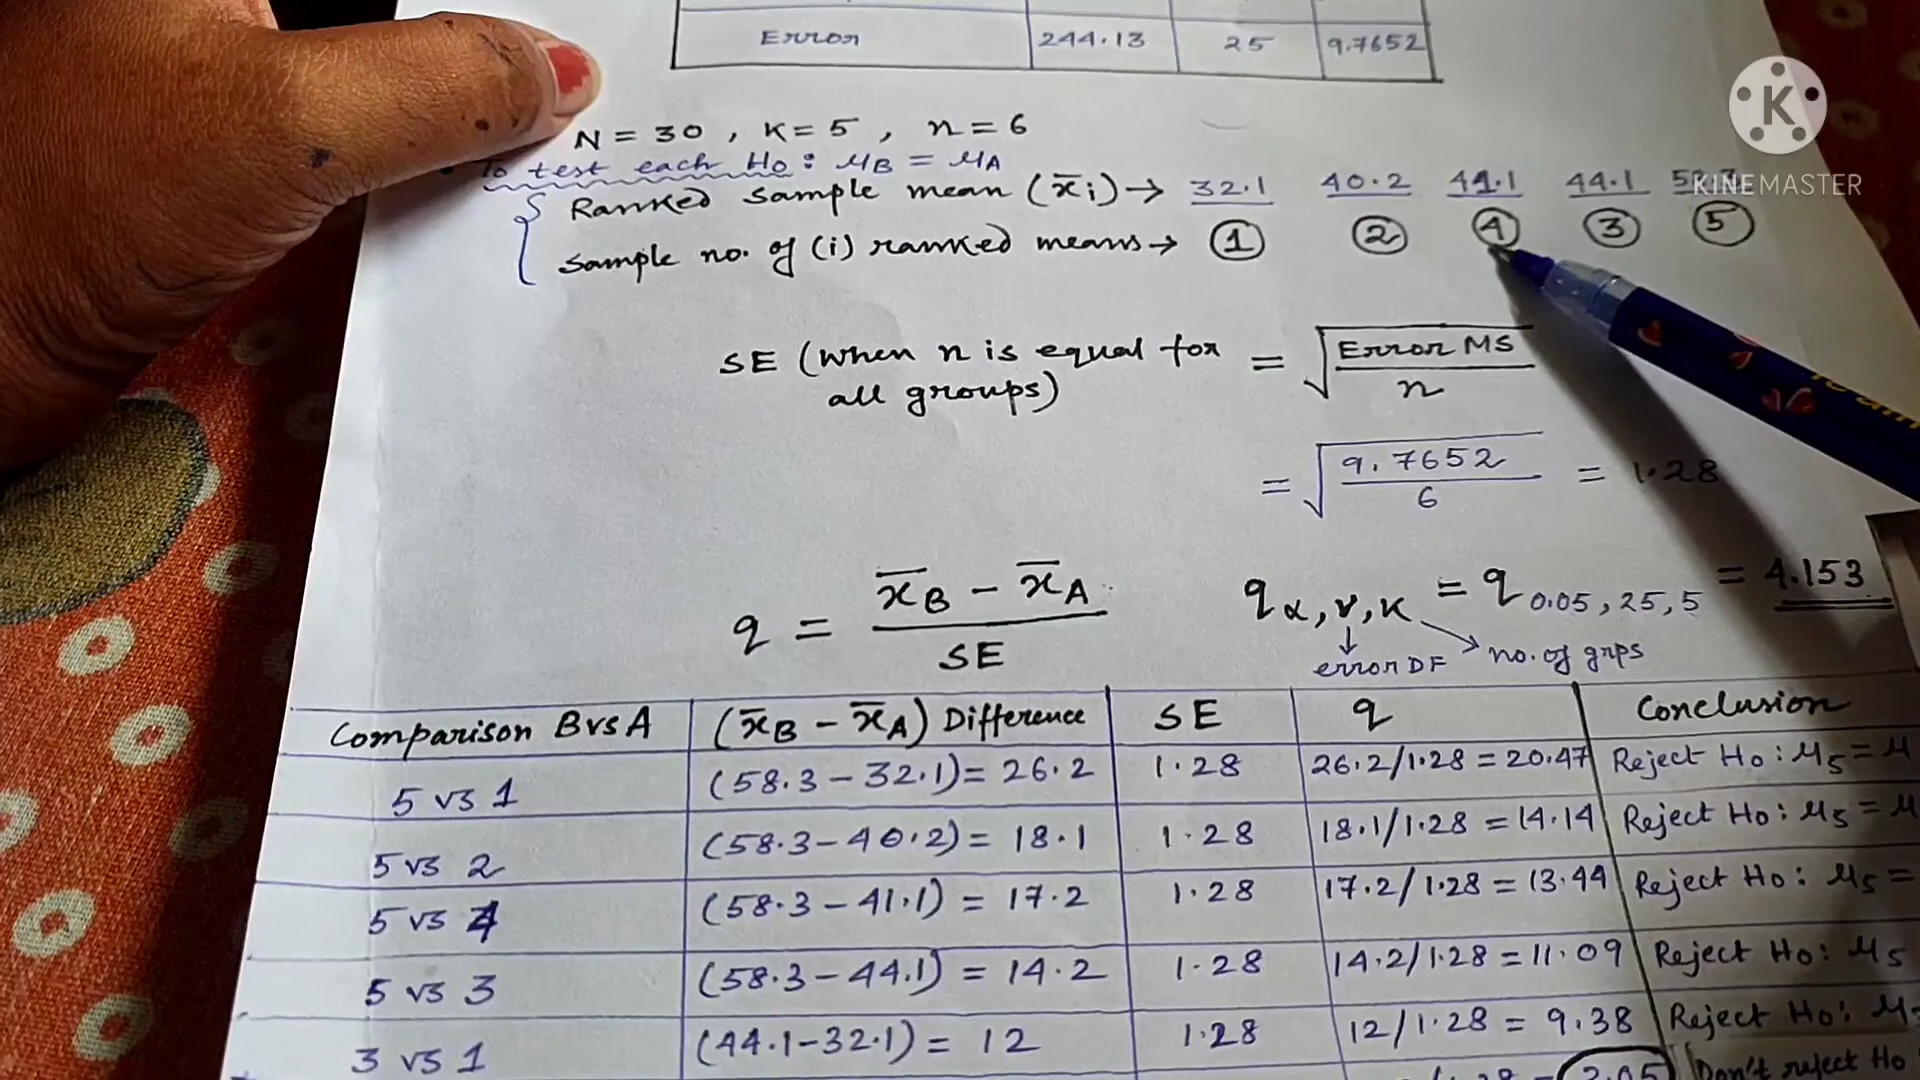 Error 244.13 25 9.7652
K
KINEMASTER
N = 30 , K = 5 , n = 6
To test each Ho : μB = μA
Ranked sample mean (x̄i) → 32.1 40.2 41.1 44.1
Sample no. of (i) ranked means → 1 2 4 3 5
SE (when n is equal for = √ Error MS / n
all groups)
= √ 9.7652 / 6 = 1.28
q = x̄B - x̄A / SE
qα,ν,K = q0.05, 25, 5 = 4.153
error DF no. of grps
Comparison B vs A (x̄B - x̄A) Difference SE q Conclusion
5 vs 1 (58.3 - 32.1) = 26.2 1.28 26.2/1.28 = 20.47 Reject Ho : μ5 = μ
5 vs 2 (58.3 - 40.2) = 18.1 1.28 18.1/1.28 = 14.14 Reject Ho : μ5 = μ
5 vs 4 (58.3 - 41.1) = 17.2 1.28 17.2/1.28 = 13.44 Reject Ho : μ5 =
5 vs 3 (58.3 - 44.1) = 14.2 1.28 14.2/1.28 = 11.09 Reject Ho : μ5
3 vs 1 (44.1 - 32.1) = 12 1.28 12/1.28 = 9.38 Reject Ho : μ
Don't reject Ho